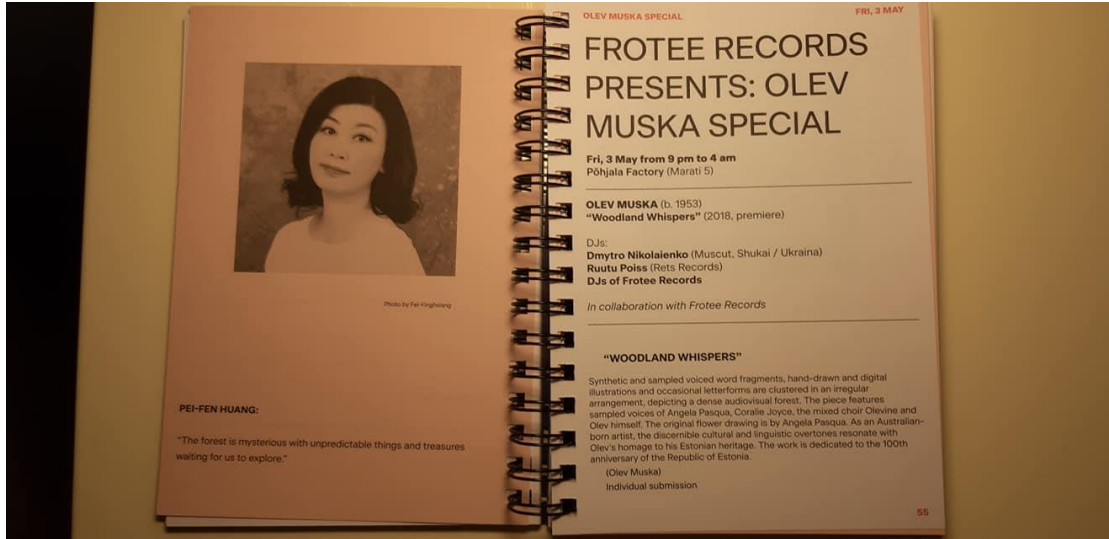 Photo by Fei-Yinghsiang
PEI-FEN HUANG:
"The forest is mysterious with unpredictable things and treasures
waiting for us to explore."
OLEV MUSKA SPECIAL
FRI, 3 MAY
FROTEE RECORDS
PRESENTS: OLEV
MUSKA SPECIAL
Fri, 3 May from 9 pm to 4 am
Põhjala Factory (Marati 5)
OLEV MUSKA (b. 1953)
"Woodland Whispers" (2018, premiere)
DJs:
Dmytro Nikolaienko (Muscut, Shukai / Ukraina)
Ruutu Poiss (Rets Records)
DJs of Frotee Records
In collaboration with Frotee Records
"WOODLAND WHISPERS"
Synthetic and sampled voiced word fragments, hand-drawn and digital
illustrations and occasional letterforms are clustered in an irregular
arrangement, depicting a dense audiovisual forest. The piece features
sampled voices of Angela Pasqua, Coralie Joyce, the mixed choir Olevine and
Olev himself. The original flower drawing is by Angela Pasqua. As an Australian-
born artist, the discernible cultural and linguistic overtones resonate with
Olev's homage to his Estonian heritage. The work is dedicated to the 100th
anniversary of the Republic of Estonia.
(Olev Muska)
Individual submission
55